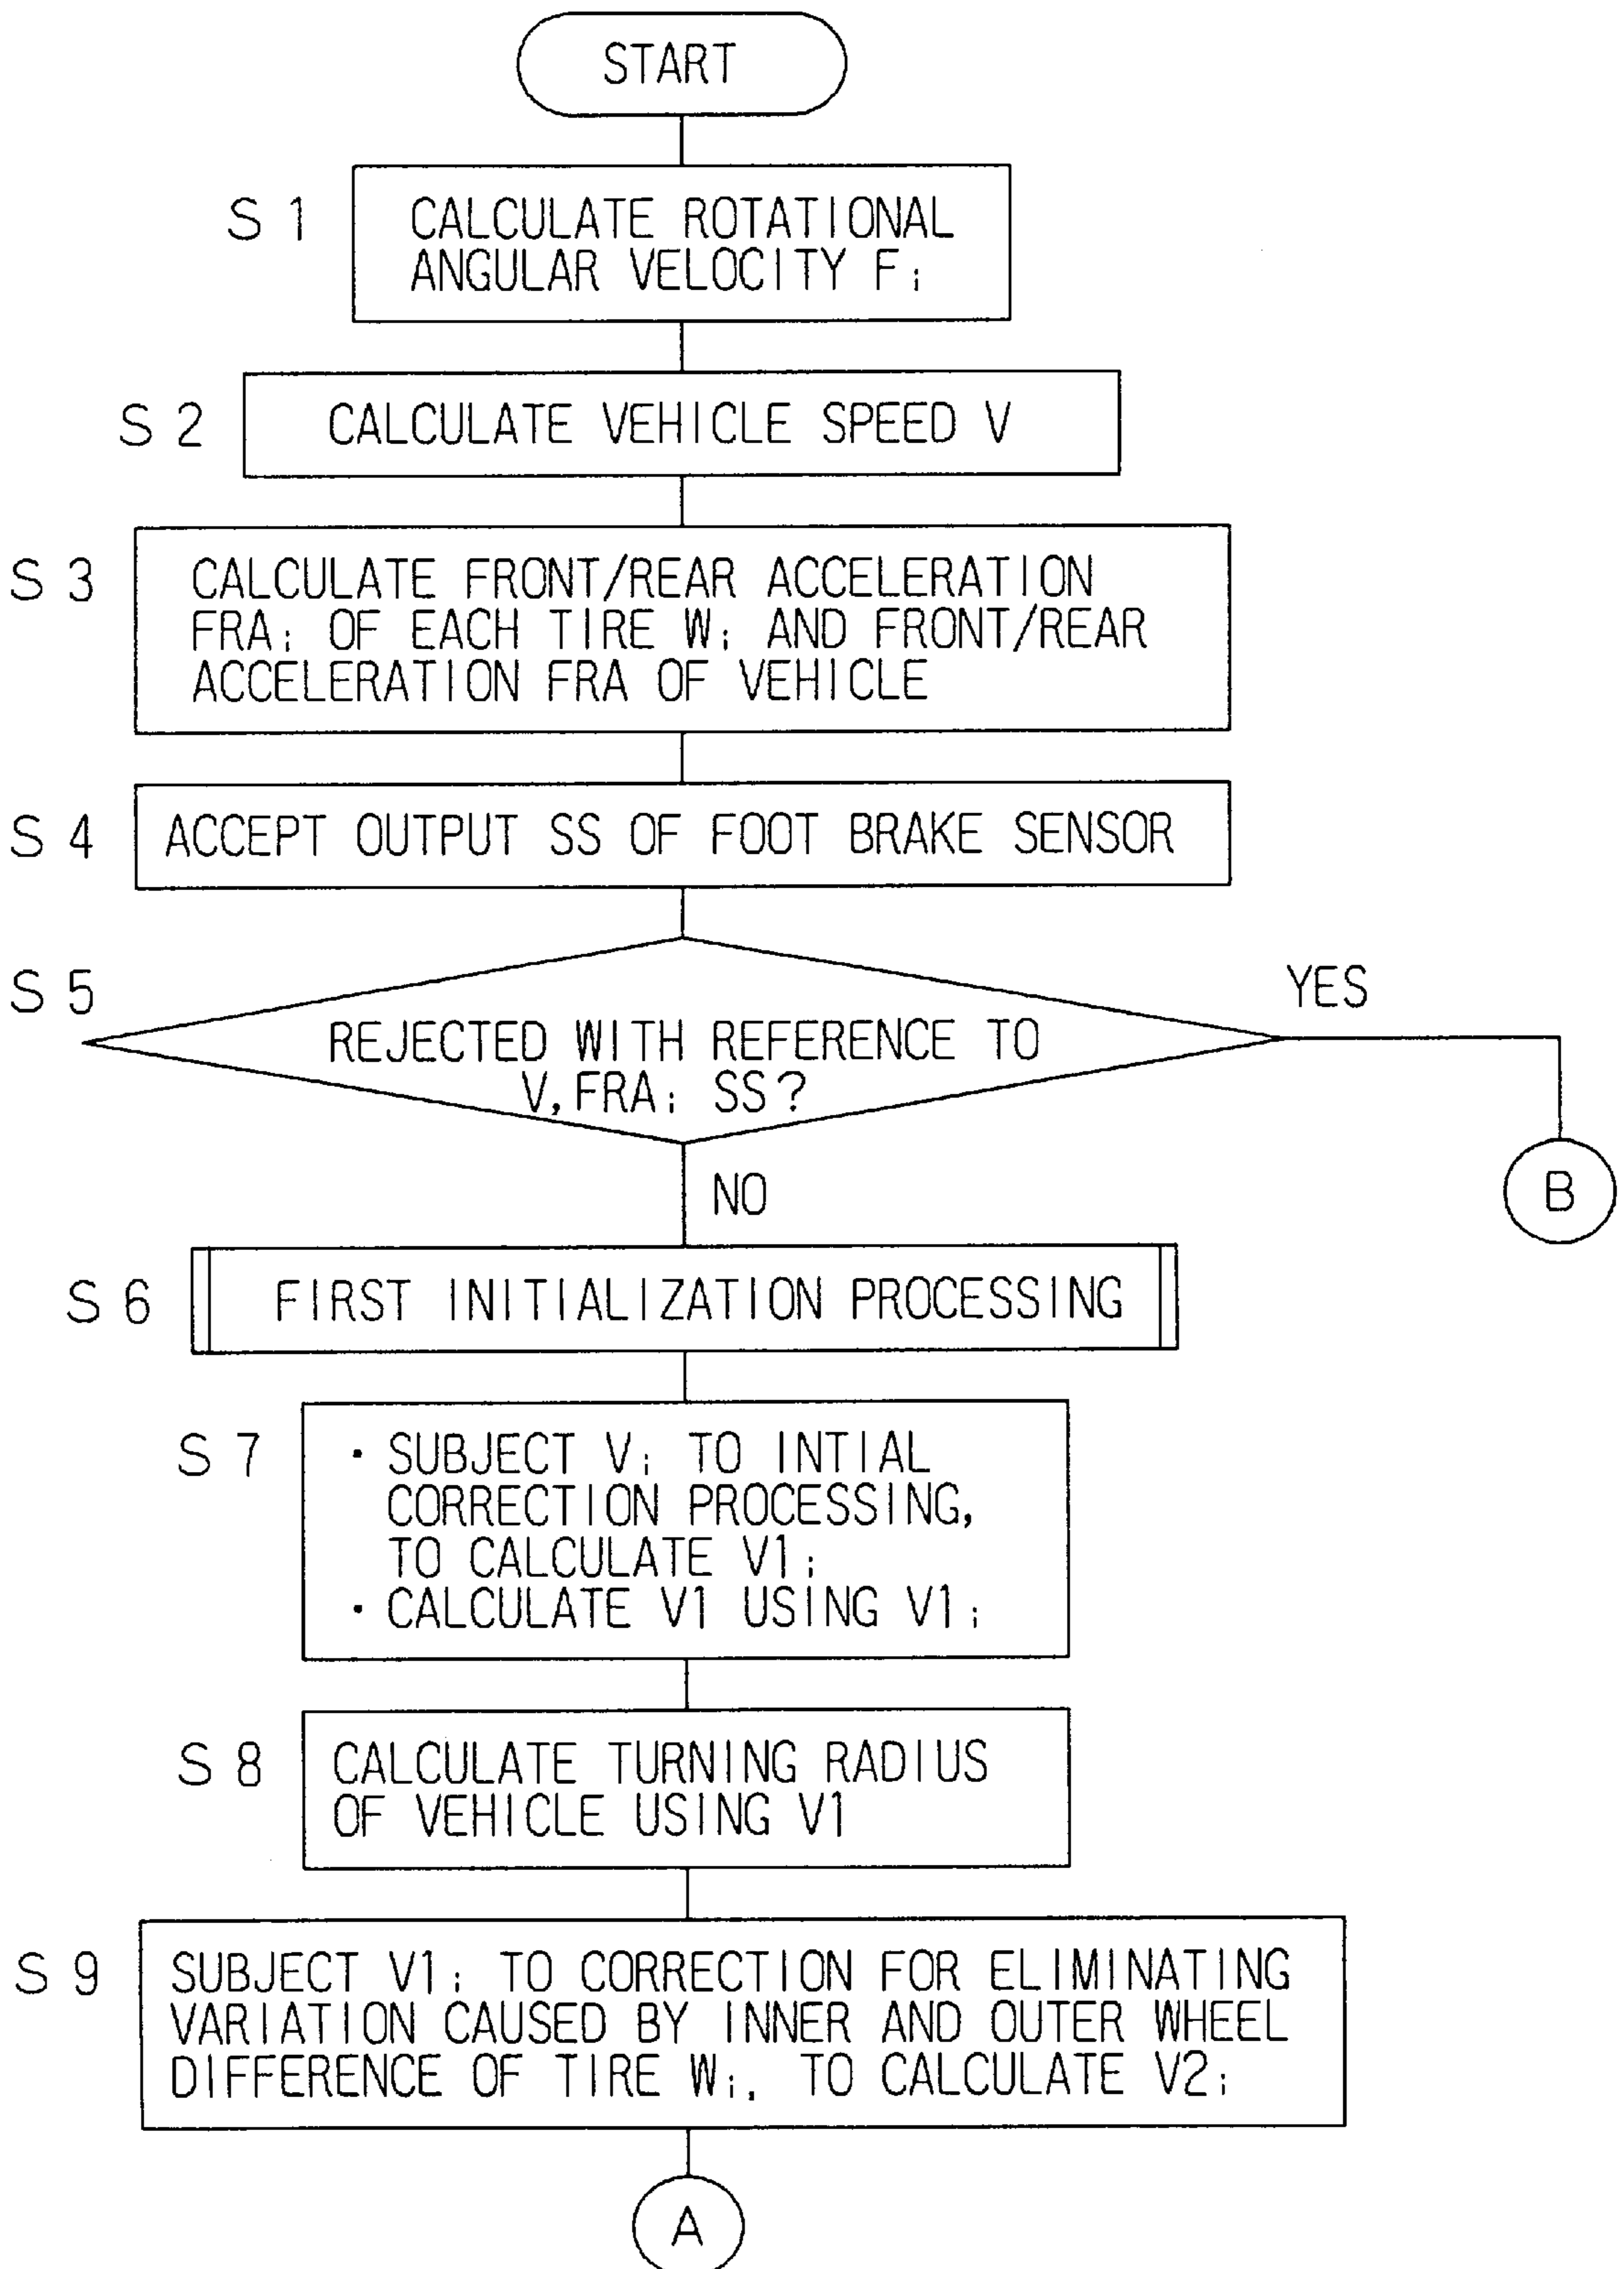 START
S 1
CALCULATE ROTATIONAL
ANGULAR VELOCITY Fᵢ
S 2
CALCULATE VEHICLE SPEED V
S 3
CALCULATE FRONT/REAR ACCELERATION
FRAᵢ OF EACH TIRE Wᵢ AND FRONT/REAR
ACCELERATION FRA OF VEHICLE
S 4
ACCEPT OUTPUT SS OF FOOT BRAKE SENSOR
S 5
YES
REJECTED WITH REFERENCE TO
V, FRAᵢ SS?
B
NO
S 6
FIRST INITIALIZATION PROCESSING
S 7
· SUBJECT Vᵢ TO INTIAL
CORRECTION PROCESSING,
TO CALCULATE V1ᵢ
· CALCULATE V1 USING V1ᵢ
S 8
CALCULATE TURNING RADIUS
OF VEHICLE USING V1
S 9
SUBJECT V1ᵢ TO CORRECTION FOR ELIMINATING
VARIATION CAUSED BY INNER AND OUTER WHEEL
DIFFERENCE OF TIRE Wᵢ, TO CALCULATE V2ᵢ
A